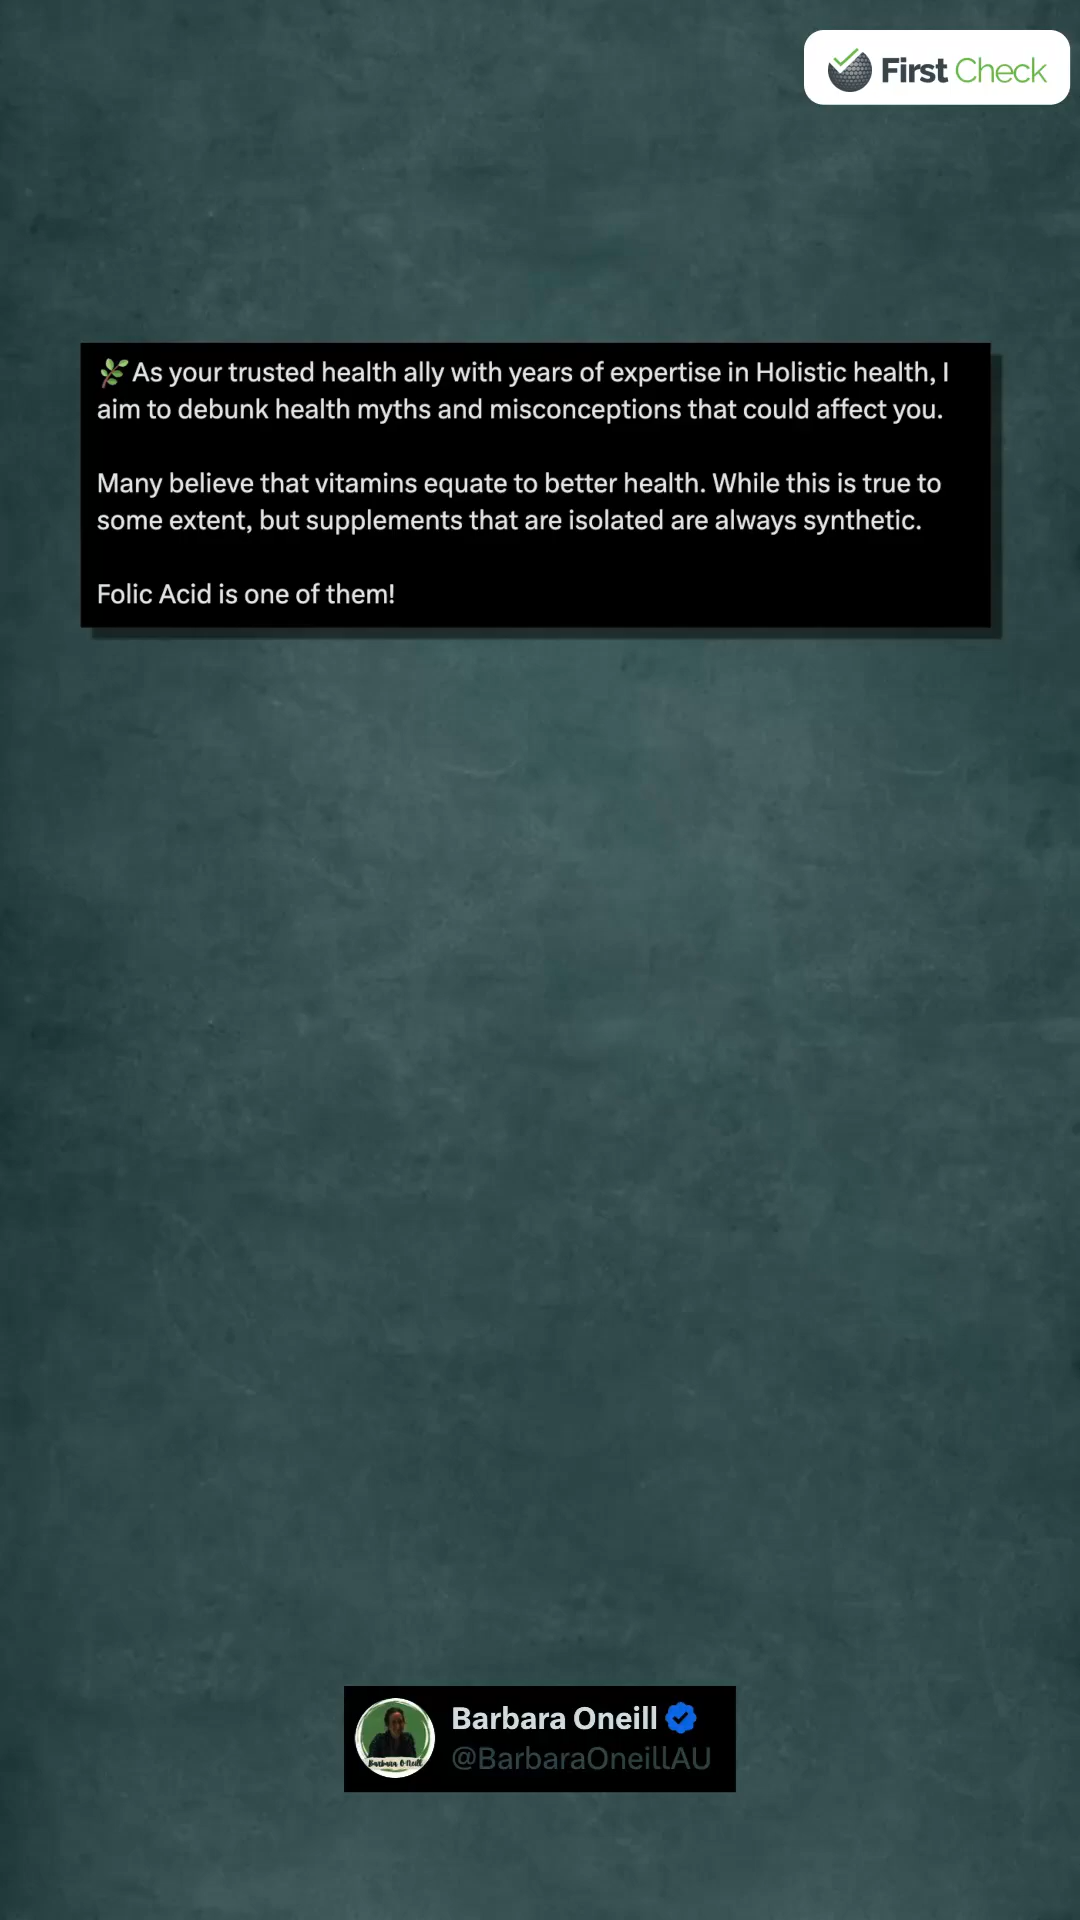 First Check
🌿As your trusted health ally with years of expertise in Holistic health, I
aim to debunk health myths and misconceptions that could affect you.
Many believe that vitamins equate to better health. While this is true to
some extent, but supplements that are isolated are always synthetic.
Folic Acid is one of them!
Barbara Oneill
@BarbaraOneillAU
Barbara O'Neill